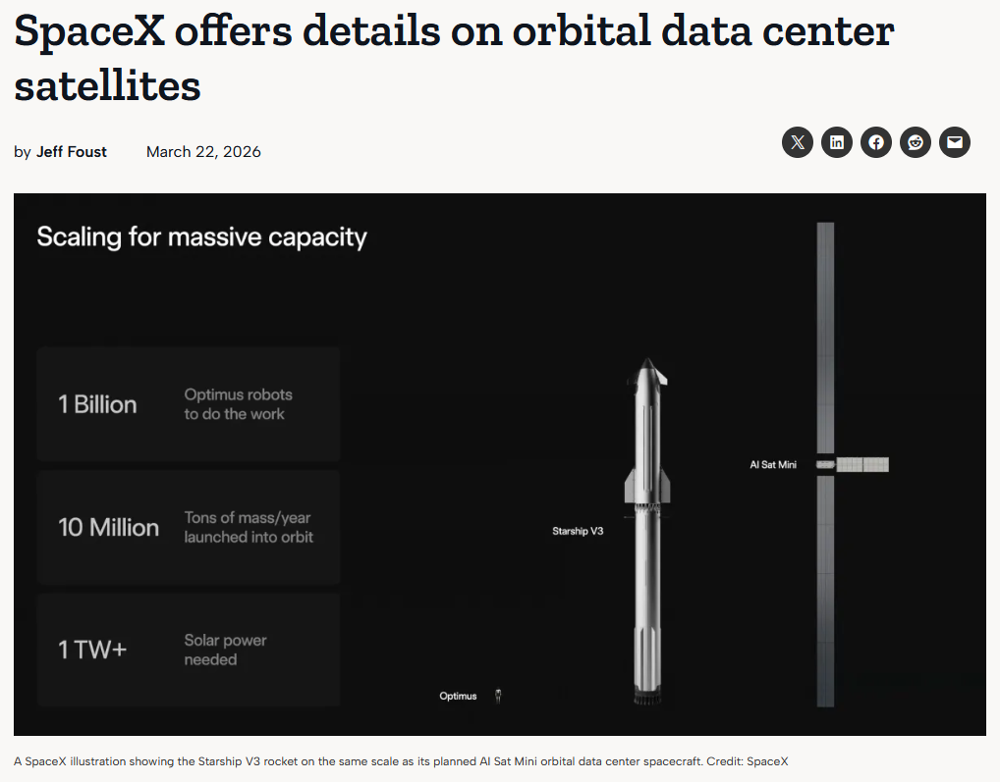 SpaceX offers details on orbital data center
satellites
by Jeff Foust March 22, 2026
Scaling for massive capacity
1 Billion
Optimus robots
to do the work
10 Million
Tons of mass/year
launched into orbit
1 TW+
Solar power
needed
Optimus
Starship V3
AI Sat Mini
A SpaceX illustration showing the Starship V3 rocket on the same scale as its planned AI Sat Mini orbital data center spacecraft. Credit: SpaceX